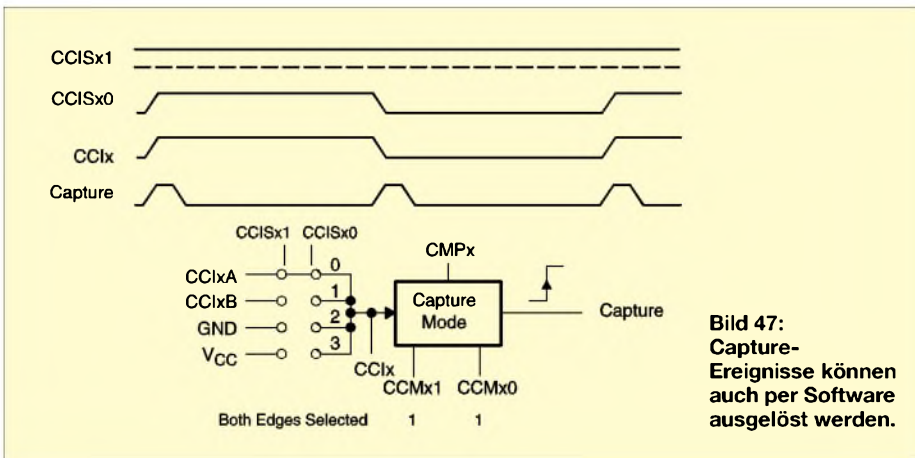 CCISx1
CCISx0
CCIx
Capture
CCISx1 CCISx0
CCIxA
0
CCIxB
1
GND
2
VCC
3
CCIx
CMPx
Capture
Mode
Capture
CCMx1 CCMx0
Both Edges Selected 1 1
Bild 47:
Capture-
Ereignisse können
auch per Software
ausgelöst werden.